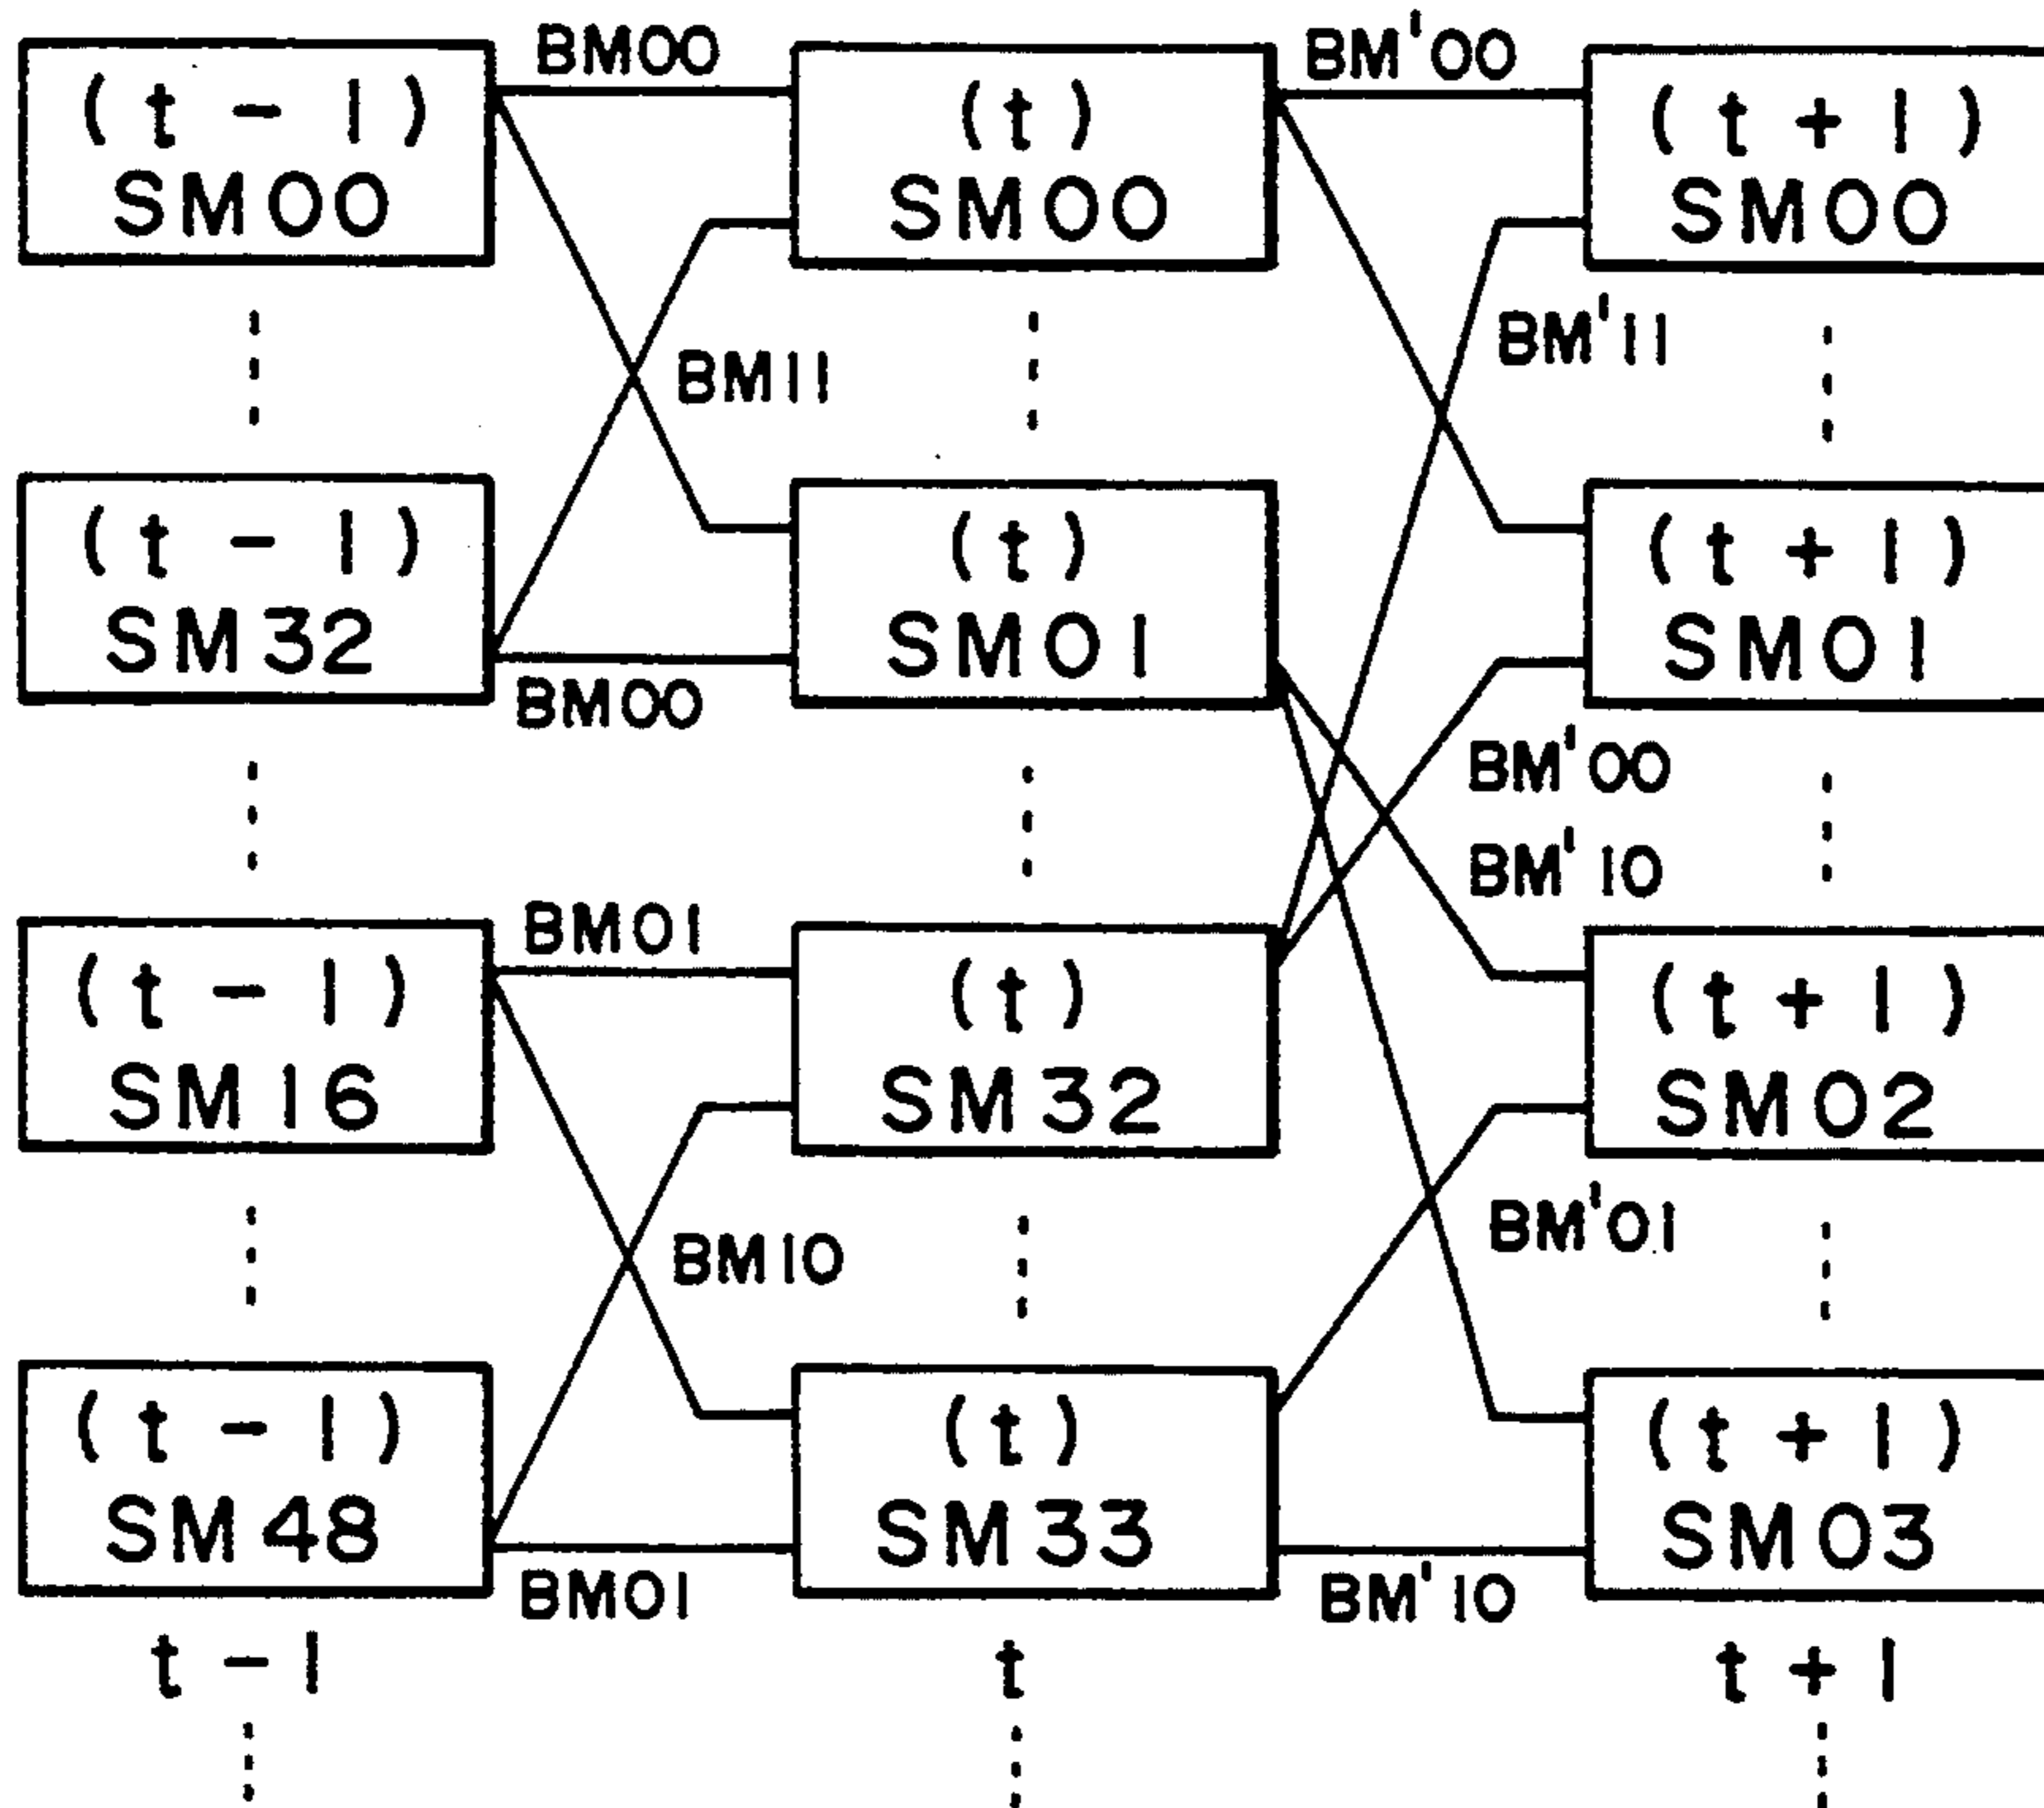 BM00
BM'00
(t-1)
SM00
(t)
SM00
(t+1)
SM00
BM11
BM'11
(t-1)
SM32
(t)
SM01
(t+1)
SM01
BM00
BM'00
BM'10
BM01
(t-1)
SM16
(t)
SM32
(t+1)
SM02
BM10
BM'01
(t-1)
SM48
(t)
SM33
(t+1)
SM03
BM01
BM'10
t-1
t
t+1